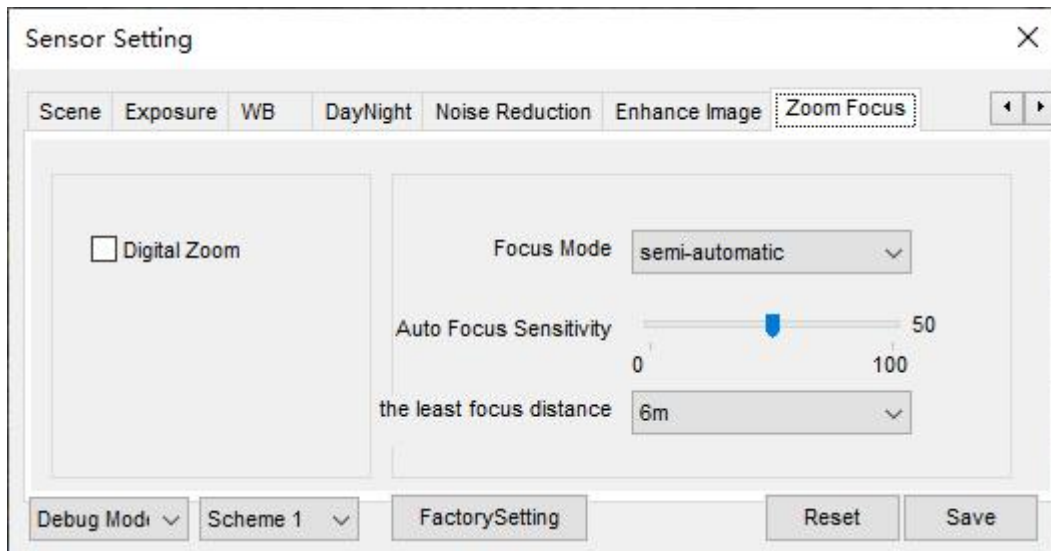 Sensor Setting
Scene Exposure WB DayNight Noise Reduction Enhance Image Zoom Focus
Digital Zoom
Focus Mode semi-automatic
Auto Focus Sensitivity 50
0 100
the least focus distance 6m
Debug Mode Scheme 1 FactorySetting Reset Save